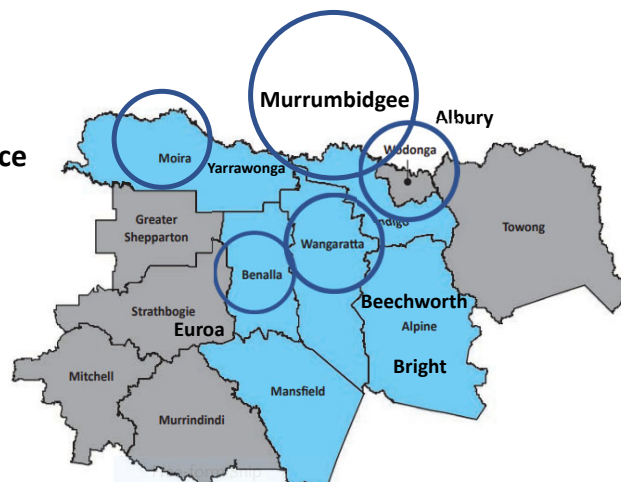 Murrumbidgee
Albury
ce
Moira
Yarrawonga
Wodonga
Greater
Shepparton
Wangaratta
Towong
Benalla
Strathbogie
Euroa
Beechworth
Alpine
Bright
Mitchell
Murrindindi
Mansfield